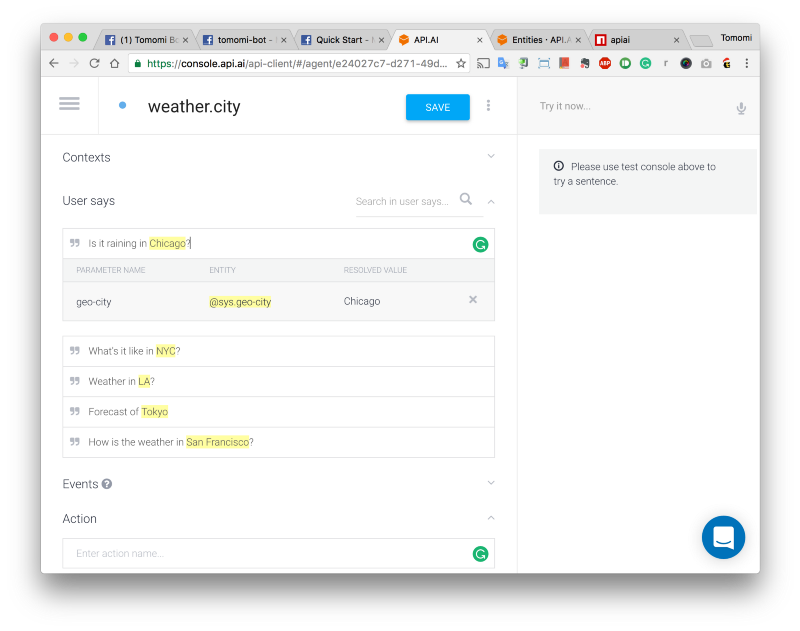 (1) Tomomi Bo
tomomi-bot -
Quick Start -
API.AI
Entities · API.A
apiai
Tomomi
https://console.api.ai/api-client/#/agent/e24027c7-d271-49d...
weather.city
SAVE
Try it now...
Contexts
Please use test console above to
try a sentence.
User says
Search in user says...
Is it raining in Chicago?
PARAMETER NAME
ENTITY
RESOLVED VALUE
geo-city
@sys.geo-city
Chicago
What's it like in NYC?
Weather in LA?
Forecast of Tokyo
How is the weather in San Francisco?
Events
Action
Enter action name...